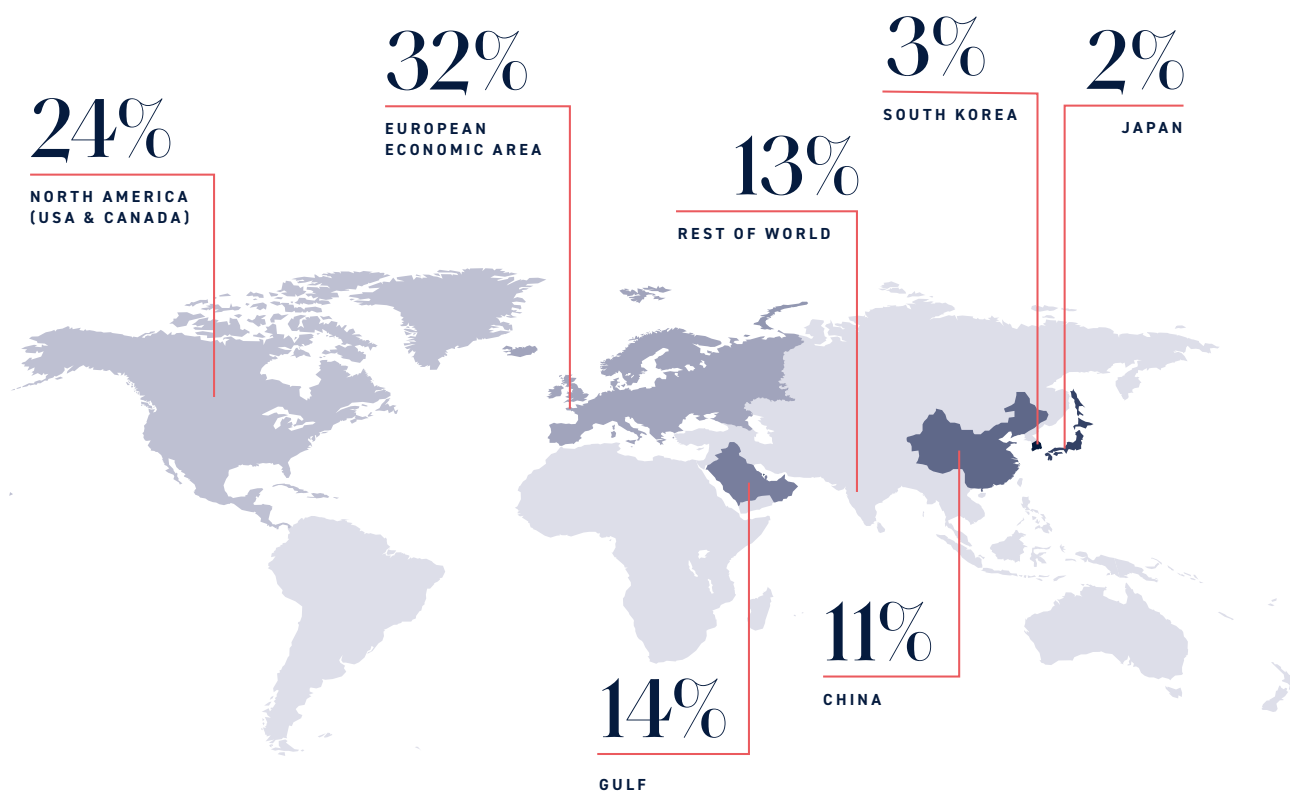 24%
NORTH AMERICA
(USA & CANADA)
32%
EUROPEAN
ECONOMIC AREA
13%
REST OF WORLD
3%
SOUTH KOREA
2%
JAPAN
14%
GULF
11%
CHINA